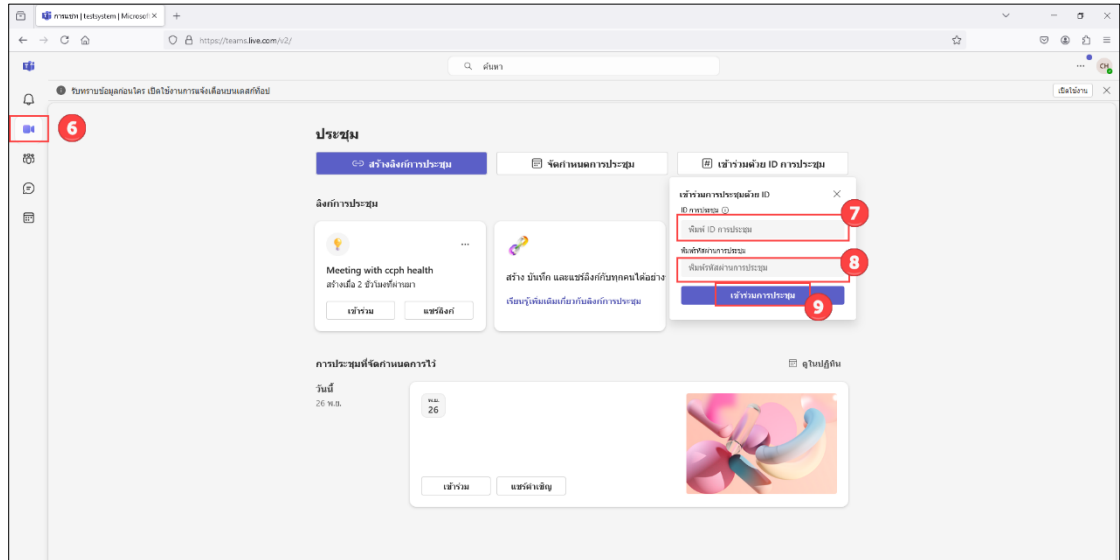 การประชุม | testsystem | Microsoft
https://teams.live.com/v2/
ค้นหา
CH
รับทราบข้อมูลก่อนใคร เปิดใช้งานการแจ้งเตือนบนเดสก์ท็อป
เปิดใช้งาน
6
ประชุม
สร้างลิงก์การประชุม
จัดกำหนดการประชุม
เข้าร่วมด้วย ID การประชุม
ลิงก์การประชุม
Meeting with ccph health
สร้างเมื่อ 2 ชั่วโมงที่ผ่านมา
เข้าร่วม
แชร์ลิงก์
สร้าง บันทึก และแชร์ลิงก์กับทุกคนได้อย่าง
เรียนรู้เพิ่มเติมเกี่ยวกับลิงก์การประชุม
เข้าร่วมการประชุมด้วย ID
ID การประชุม
7
พิมพ์ ID การประชุม
พิมพ์รหัสผ่านการประชุม
8
พิมพ์รหัสผ่านการประชุม
เข้าร่วมการประชุม
9
การประชุมที่จัดกำหนดการไว้
ดูในปฏิทิน
วันนี้
26 พ.ย.
พ.ย.
26
เข้าร่วม
แชร์คำเชิญ